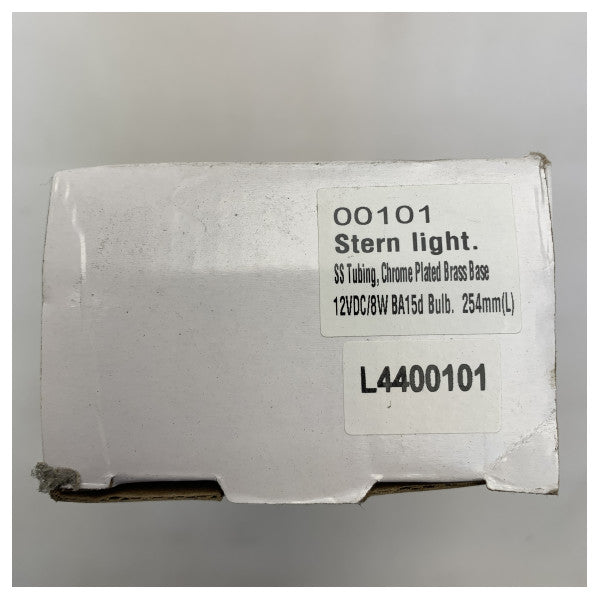 00101
Stern light.
SS Tubing, Chrome Plated Brass Base
12VDC/8W BA15d Bulb. 254mm(L)
L4400101